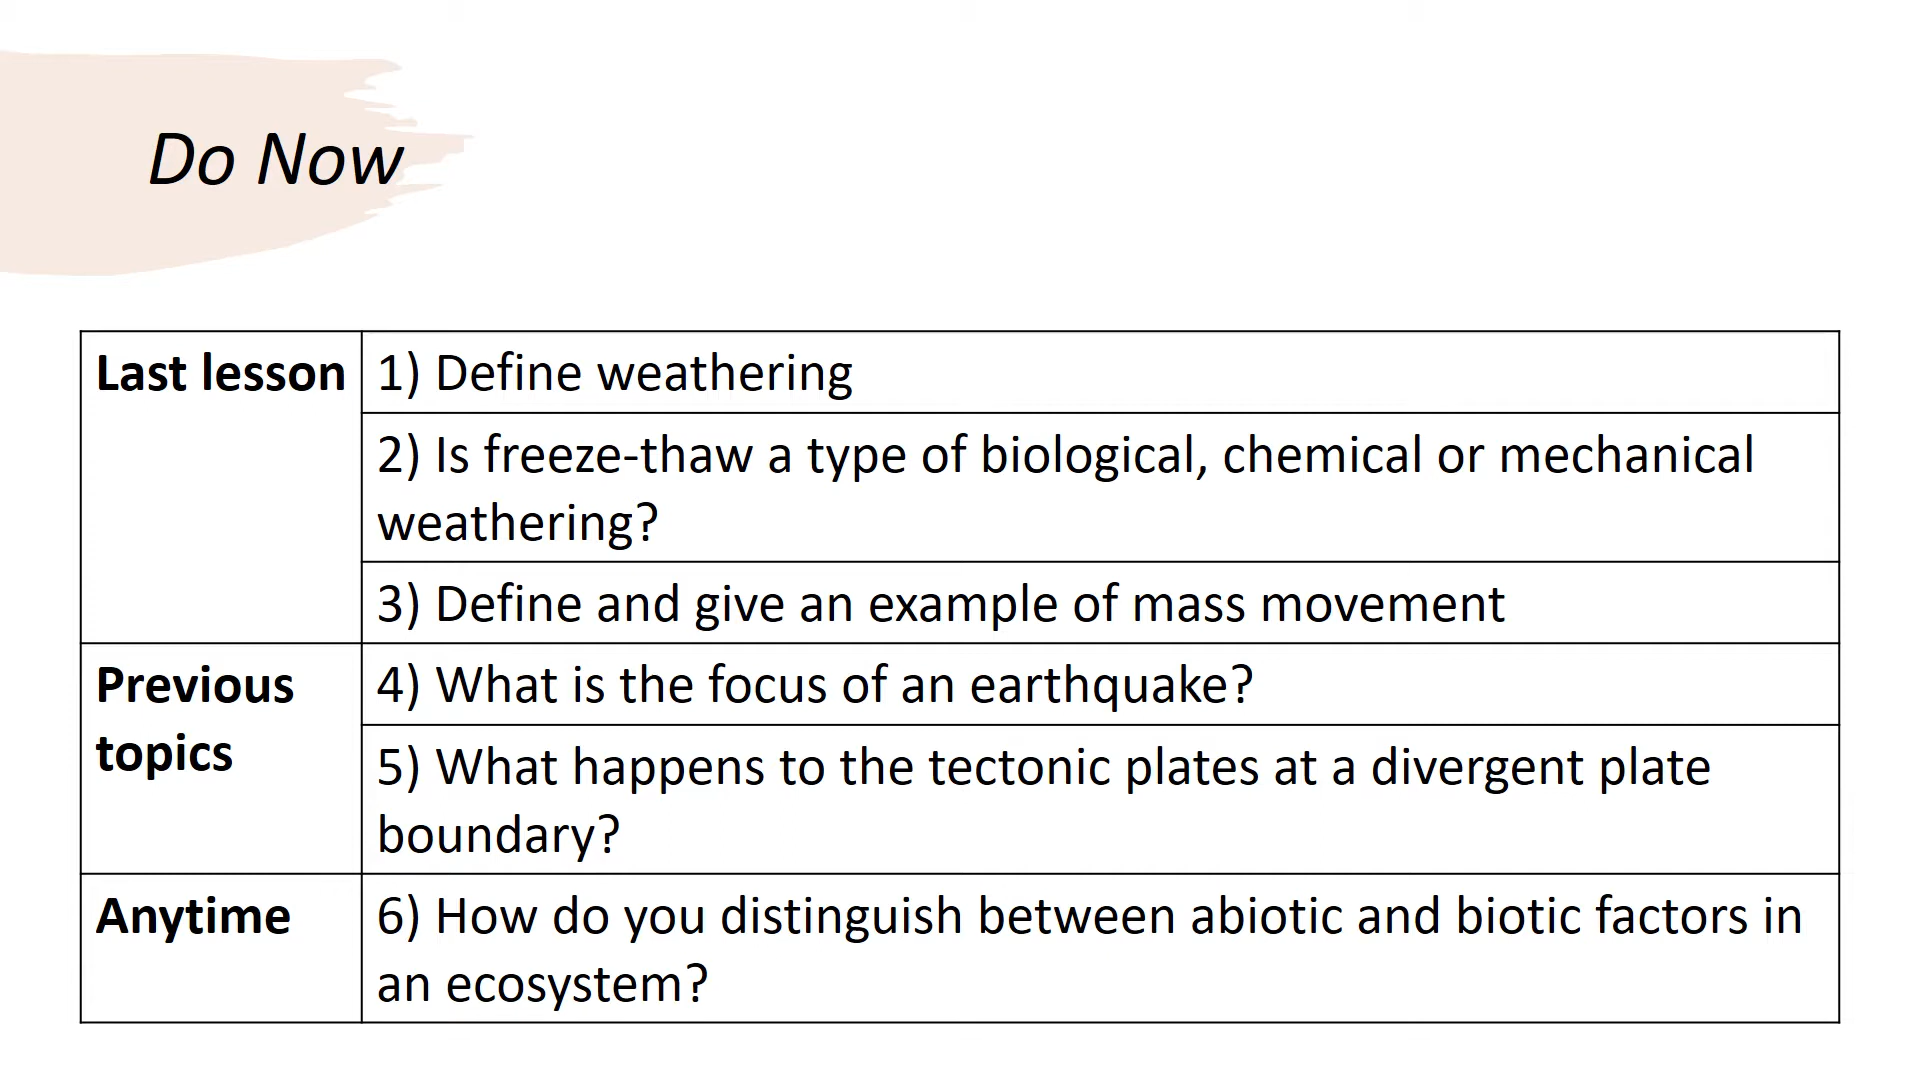 Do Now
Last lesson
1) Define weathering
2) Is freeze-thaw a type of biological, chemical or mechanical
weathering?
3) Define and give an example of mass movement
Previous
topics
4) What is the focus of an earthquake?
5) What happens to the tectonic plates at a divergent plate
boundary?
Anytime
6) How do you distinguish between abiotic and biotic factors in
an ecosystem?